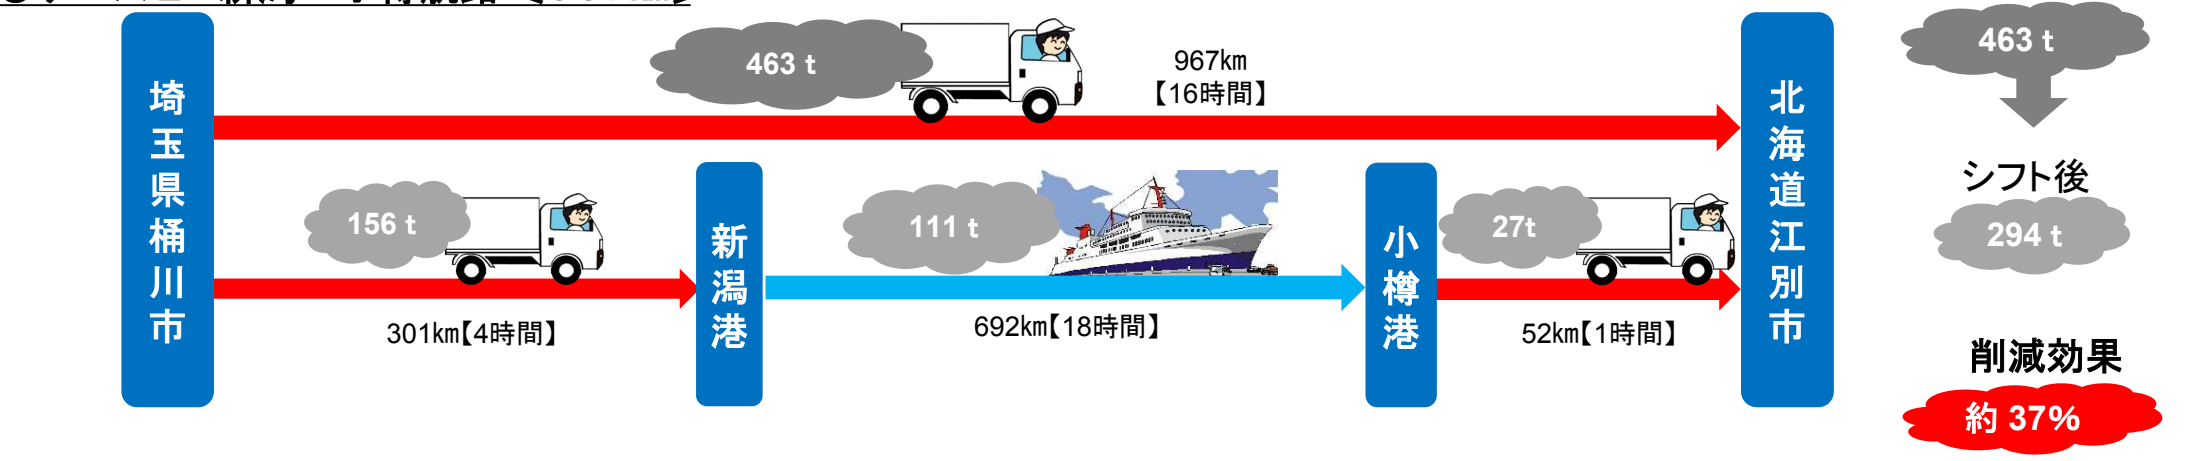 463 t
967㎞
【16時間】
463 t
埼玉県桶川市
北海道江別市
シフト後
156 t
111 t
27t
294 t
新潟港
小樽港
301㎞【4時間】
692㎞【18時間】
52㎞【1時間】
削減効果
約 37%